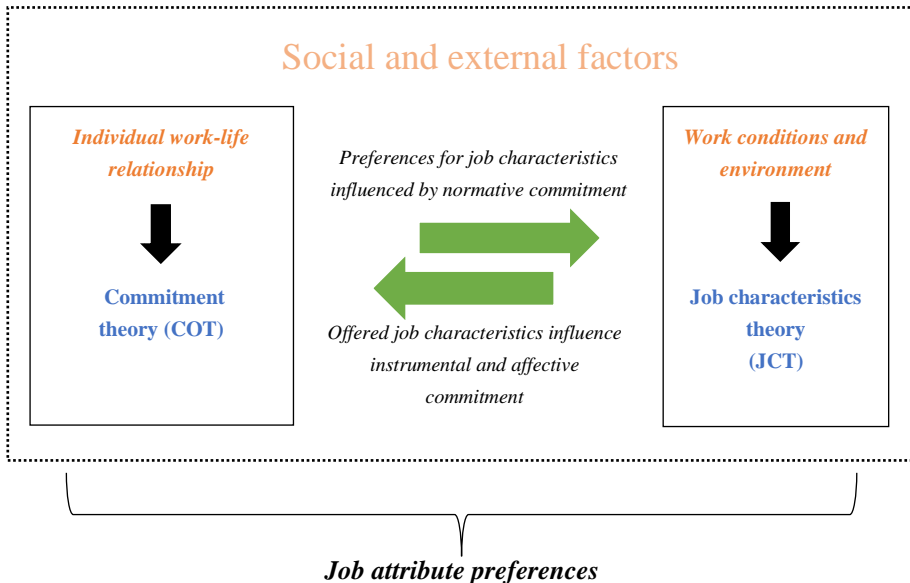 Social and external factors
Individual work-life
relationship
Commitment
theory (COT)
Preferences for job characteristics
influenced by normative commitment
Offered job characteristics influence
instrumental and affective
commitment
Work conditions and
environment
Job characteristics
theory
(JCT)
Job attribute preferences